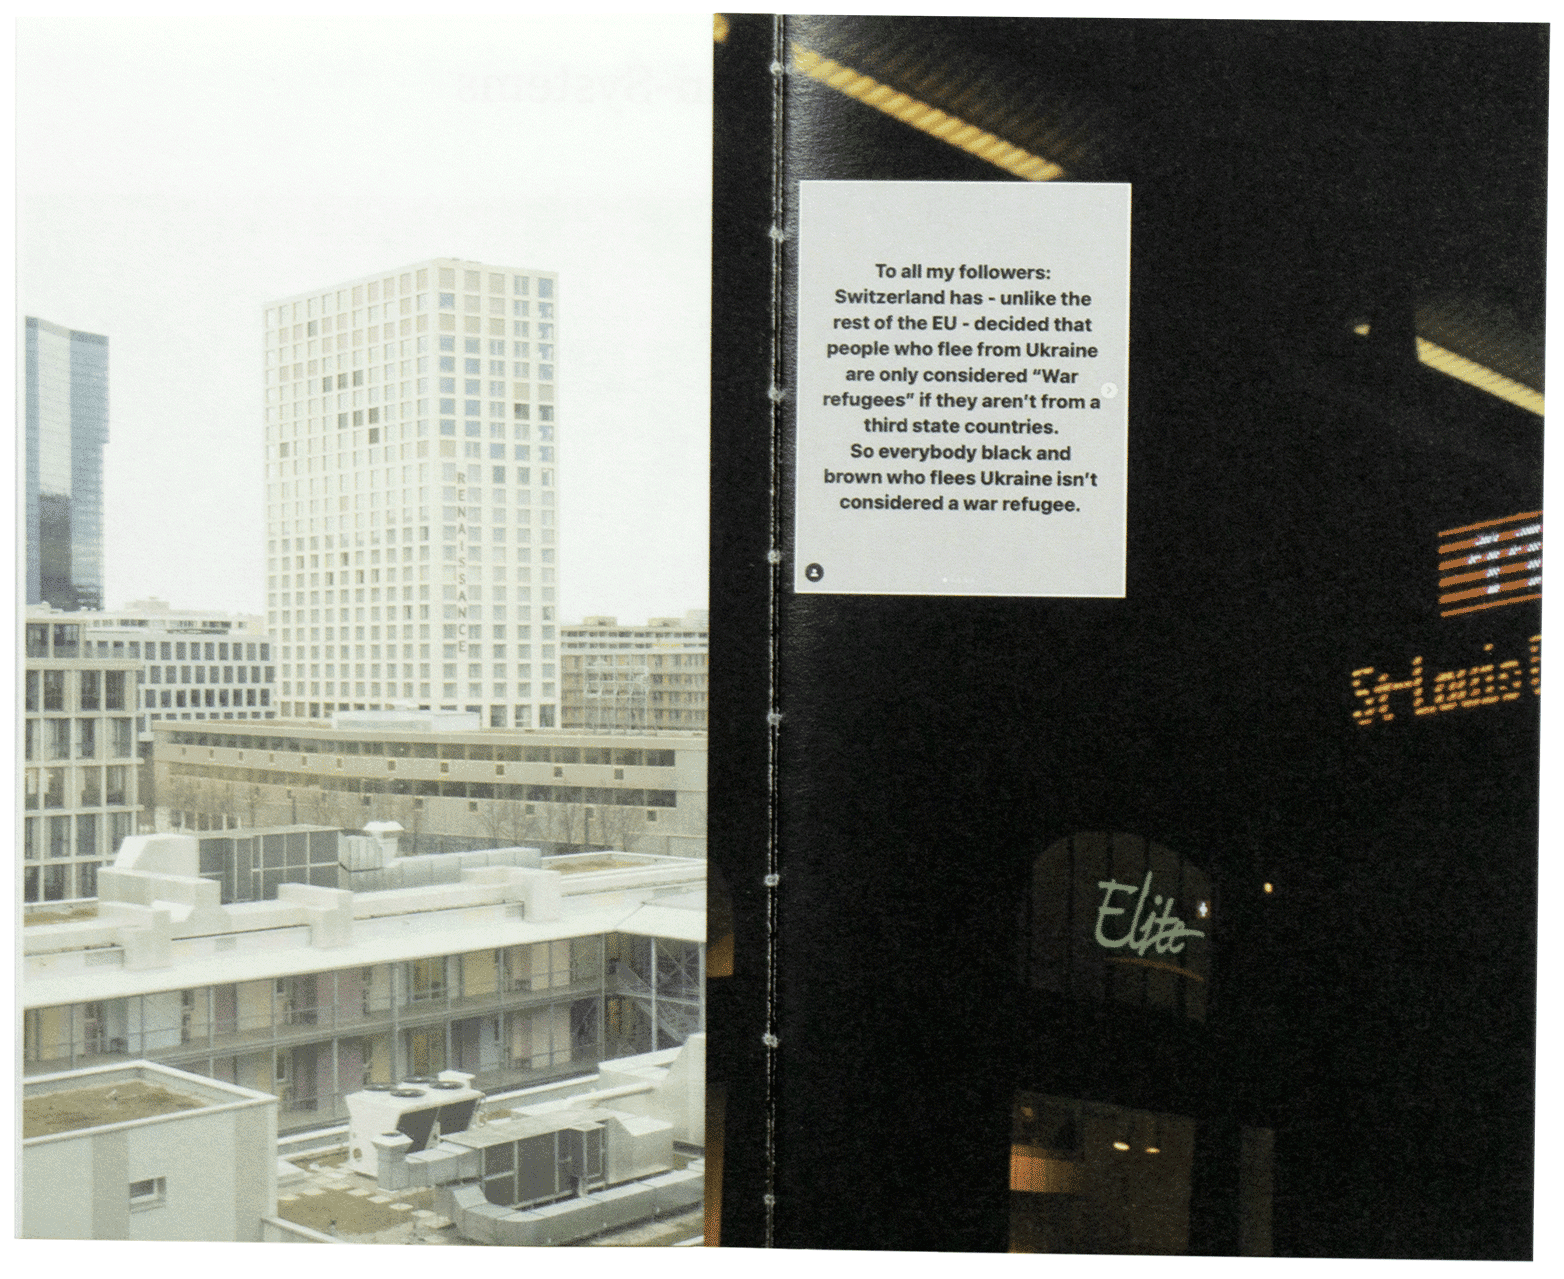 RENAISSANCE
To all my followers:
Switzerland has - unlike the
rest of the EU - decided that
people who flee from Ukraine
are only considered “War
refugees” if they aren’t from a
third state countries.
So everybody black and
brown who flees Ukraine isn’t
considered a war refugee.
St-Louis
Elite